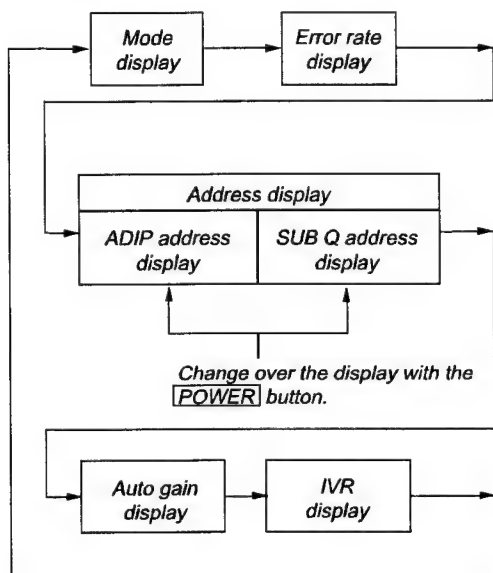 Mode
display
Error rate
display
Address display
ADIP address
display
SUB Q address
display
Change over the display with the
POWER button.
Auto gain
display
IVR
display